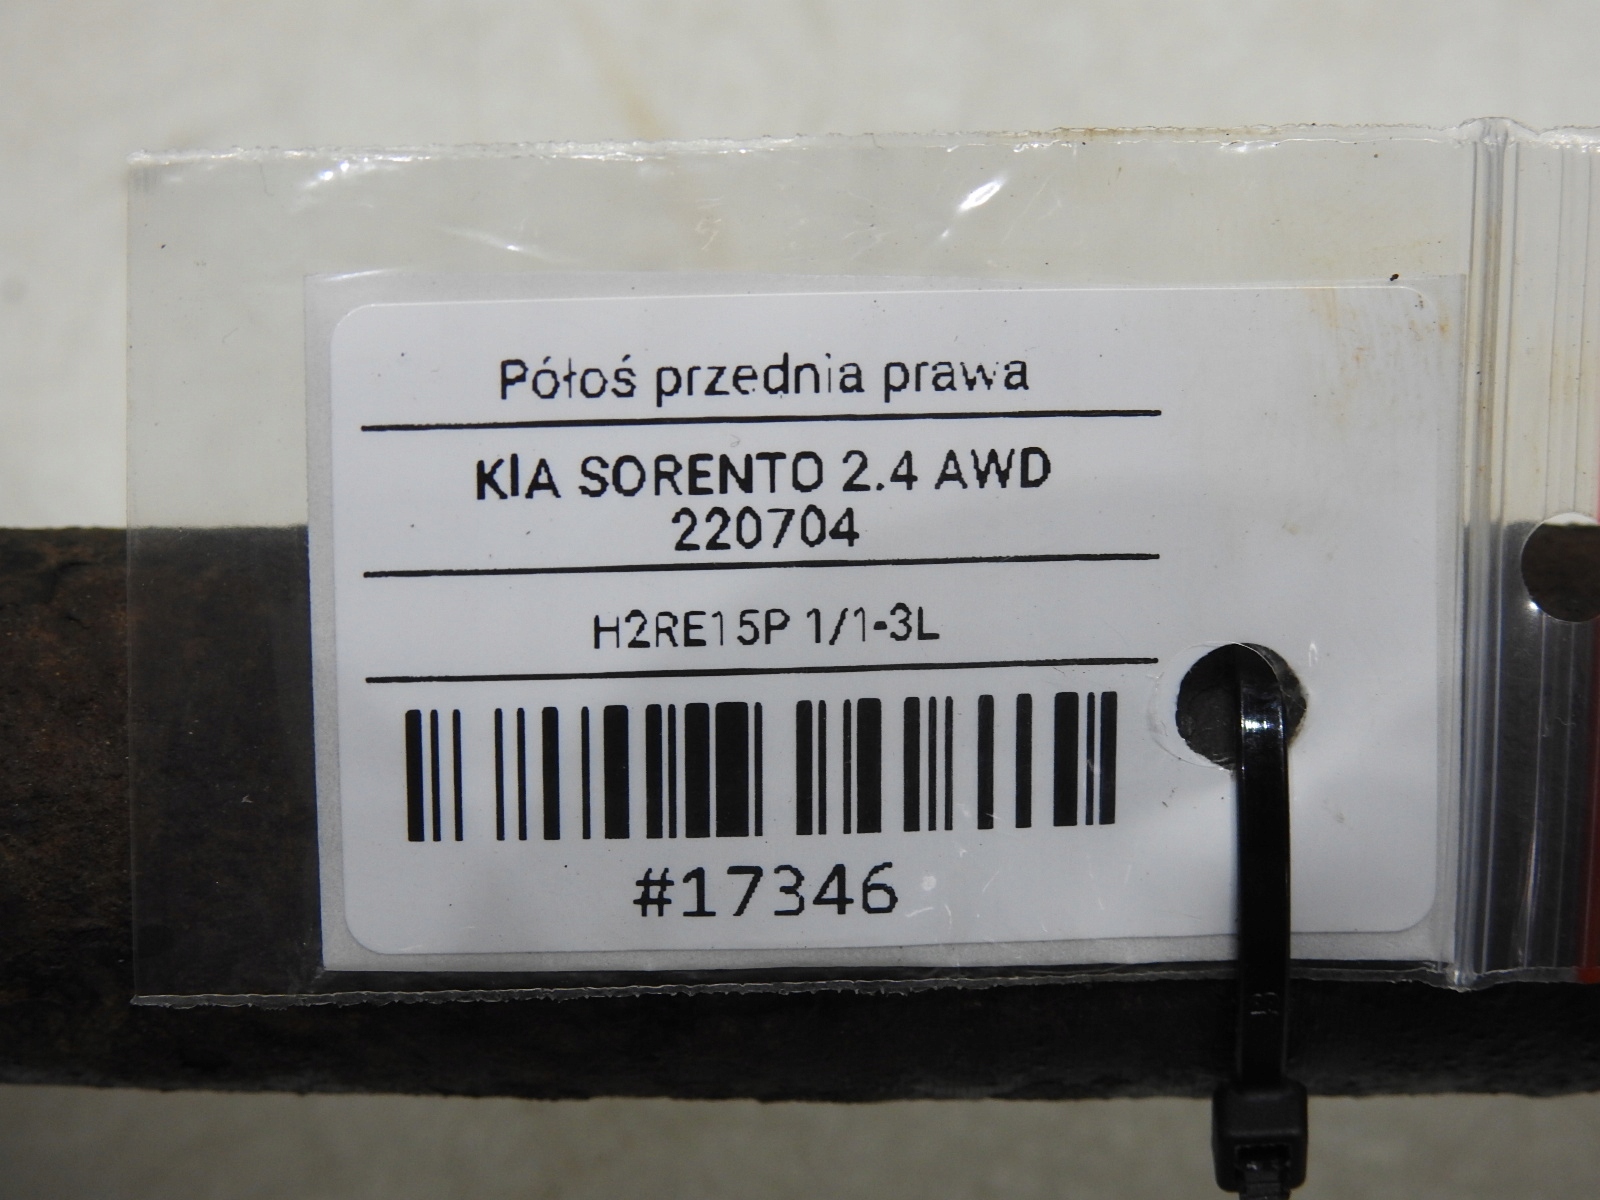 Półoś przednia prawa
KIA SORENTO 2.4 AWD
220704
H2RE15P 1/1-3L
#17346